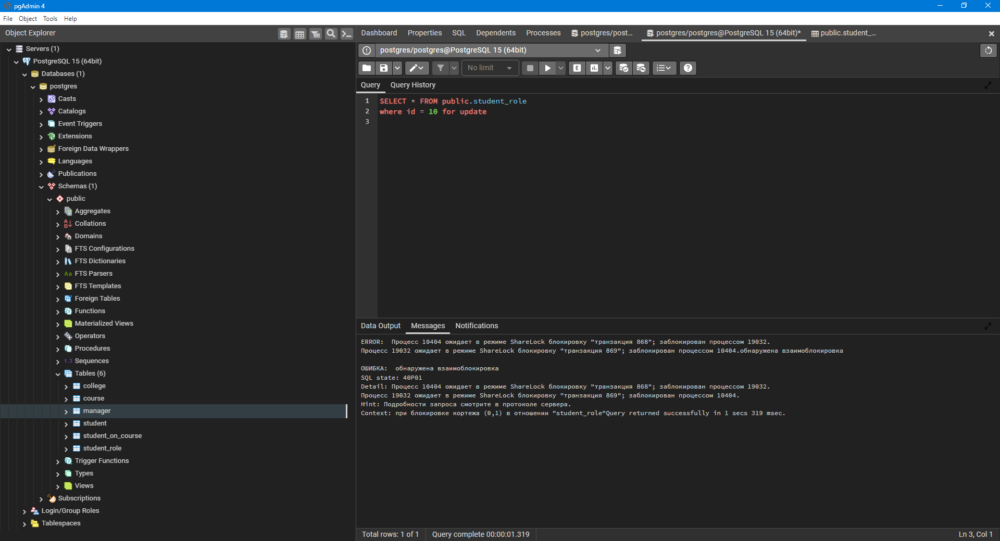 pgAdmin 4
File Object Tools Help
Object Explorer
Dashboard Properties SQL Dependents Processes postgres/post... postgres/postgres@PostgreSQL 15 (64bit)* public.student_...
Servers (1)
PostgreSQL 15 (64bit)
Databases (1)
postgres
Casts
Catalogs
Event Triggers
Extensions
Foreign Data Wrappers
Languages
Publications
Schemas (1)
public
Aggregates
Collations
Domains
FTS Configurations
FTS Dictionaries
Aa FTS Parsers
FTS Templates
Foreign Tables
Functions
Materialized Views
Operators
Procedures
1..3 Sequences
Tables (6)
college
course
manager
student
student_on_course
student_role
Trigger Functions
Types
Views
Subscriptions
Login/Group Roles
Tablespaces
postgres/postgres@PostgreSQL 15 (64bit)
No limit
E
Query Query History
1 SELECT * FROM public.student_role
2 where id = 10 for update
3
Data Output Messages Notifications
ERROR:  Процесс 10404 ожидает в режиме ShareLock блокировку "транзакция 868"; заблокирован процессом 19032.
Процесс 19032 ожидает в режиме ShareLock блокировку "транзакция 869"; заблокирован процессом 10404.обнаружена взаимоблокировка
ОШИБКА:  обнаружена взаимоблокировка
SQL state: 40P01
Detail: Процесс 10404 ожидает в режиме ShareLock блокировку "транзакция 868"; заблокирован процессом 19032.
Процесс 19032 ожидает в режиме ShareLock блокировку "транзакция 869"; заблокирован процессом 10404.
Hint: Подробности запроса смотрите в протоколе сервера.
Context: при блокировке кортежа (0,1) в отношении "student_role"Query returned successfully in 1 secs 319 msec.
Total rows: 1 of 1 Query complete 00:00:01.319 Ln 3, Col 1